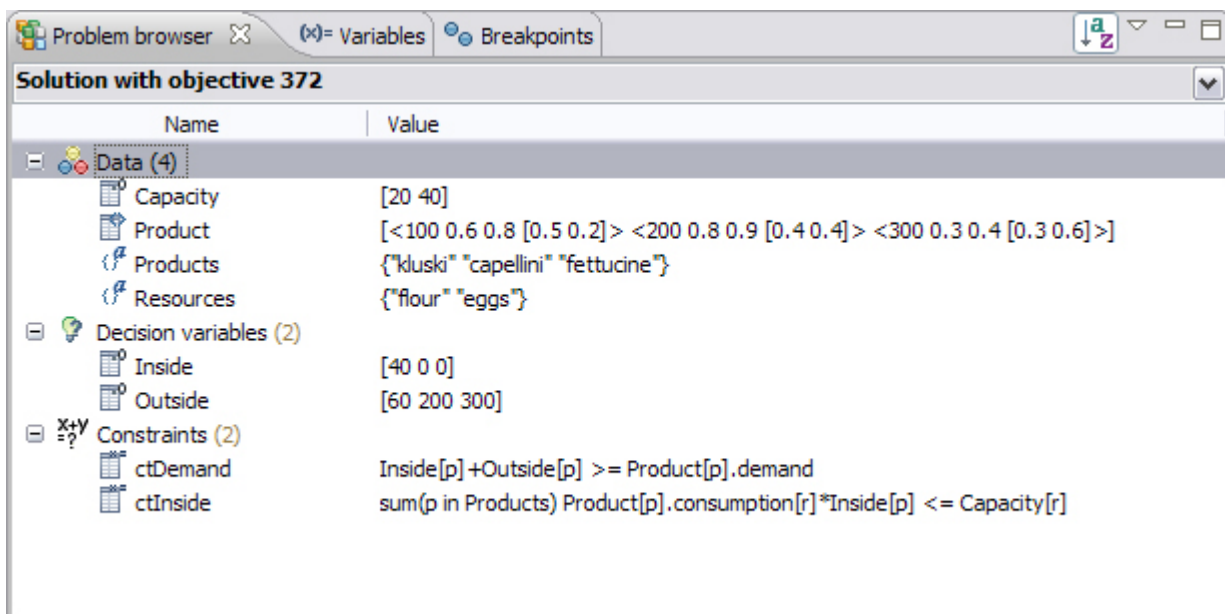 Problem browser (x)= Variables Breakpoints a z
Solution with objective 372
Name Value
Data (4)
Capacity [20 40]
Product [<100 0.6 0.8 [0.5 0.2]> <200 0.8 0.9 [0.4 0.4]> <300 0.3 0.4 [0.3 0.6]>]
Products {"kluski" "capellini" "fettucine"}
Resources {"flour" "eggs"}
Decision variables (2)
Inside [40 0 0]
Outside [60 200 300]
x+y=? Constraints (2)
ctDemand Inside[p]+Outside[p] >= Product[p].demand
ctInside sum(p in Products) Product[p].consumption[r]*Inside[p] <= Capacity[r]